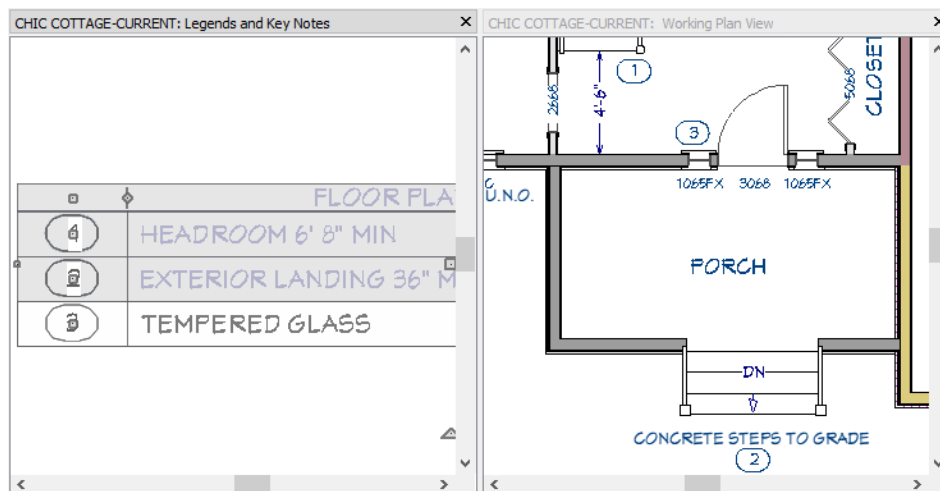 CHIC COTTAGE-CURRENT: Legends and Key Notes
FLOOR PLA
HEADROOM 6' 8" MIN
EXTERIOR LANDING 36" M
3 TEMPERED GLASS
CHIC COTTAGE-CURRENT: Working Plan View
1
2668
4'-6"
5068
CLOSET
3
C
U.N.O.
1065FX 3068 1065FX
PORCH
DN
CONCRETE STEPS TO GRADE
2